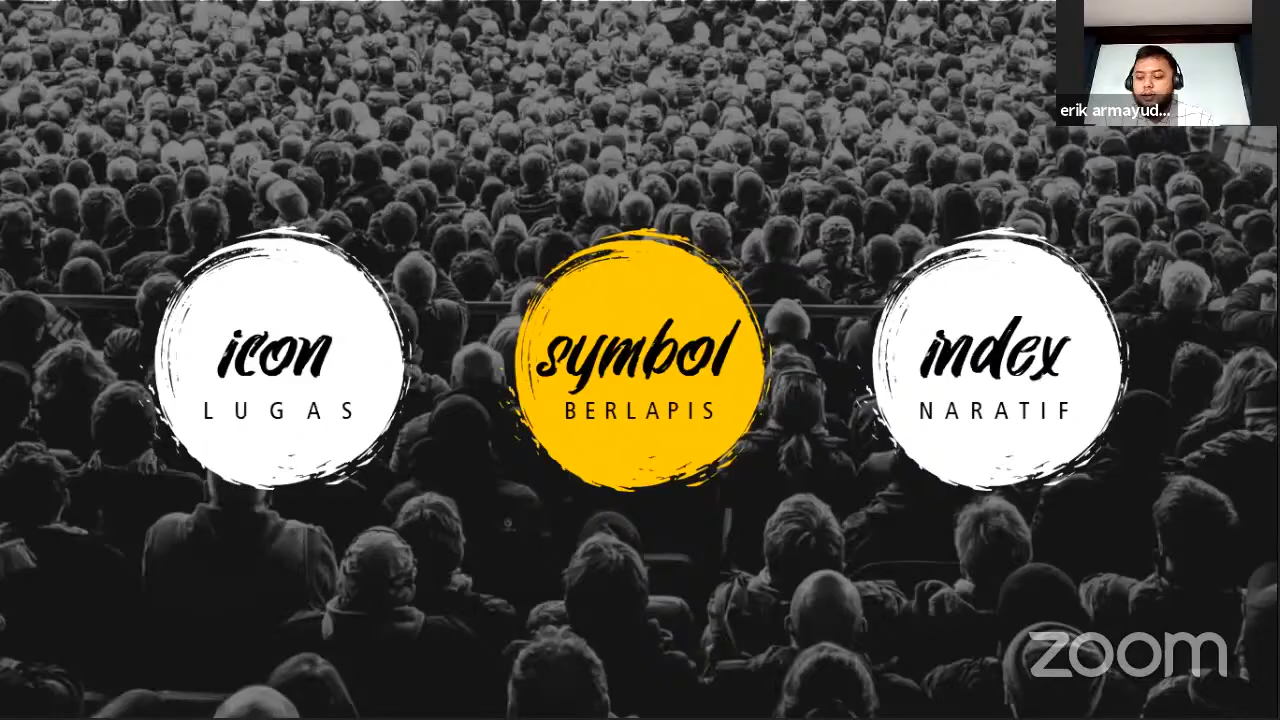 erik armayud...
icon
LUGAS
symbol
BERLAPIS
index
NARATIF
zoom